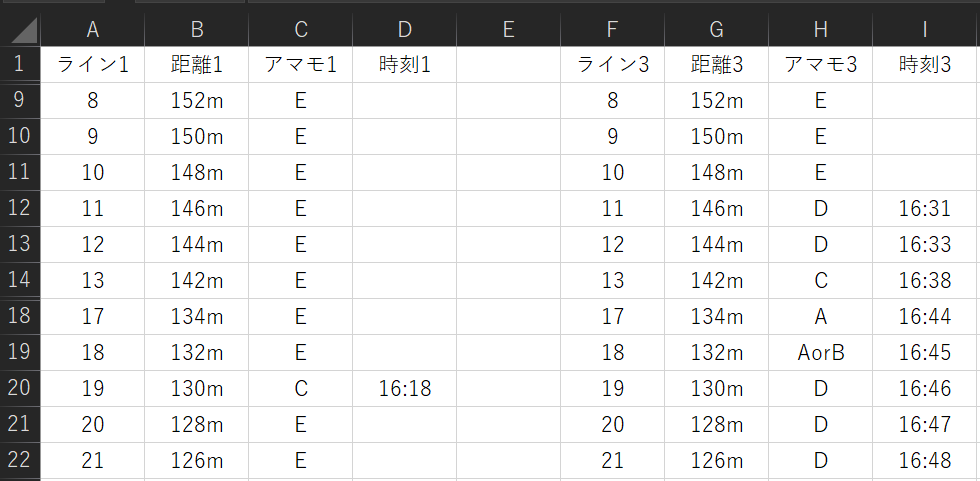 A B C D E F G H I
1 ライン1 距離1 アマモ1 時刻1 ライン3 距離3 アマモ3 時刻3
9 8 152m E 8 152m E
10 9 150m E 9 150m E
11 10 148m E 10 148m E
12 11 146m E 11 146m D 16:31
13 12 144m E 12 144m D 16:33
14 13 142m E 13 142m C 16:38
18 17 134m E 17 134m A 16:44
19 18 132m E 18 132m AorB 16:45
20 19 130m C 16:18 19 130m D 16:46
21 20 128m E 20 128m D 16:47
22 21 126m E 21 126m D 16:48